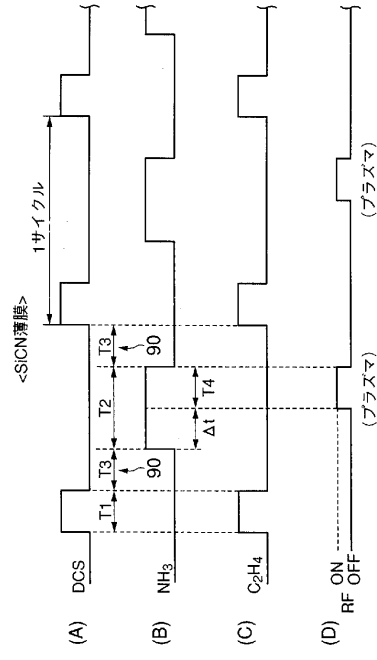 <SiCN薄膜>
1サイクル
(A)
DCS
T1
T3
T2
T3
90
90
(B)
NH3
Δt
T4
(C)
C2H4
(D)
RF
ON
OFF
(プラズマ)
(プラズマ)